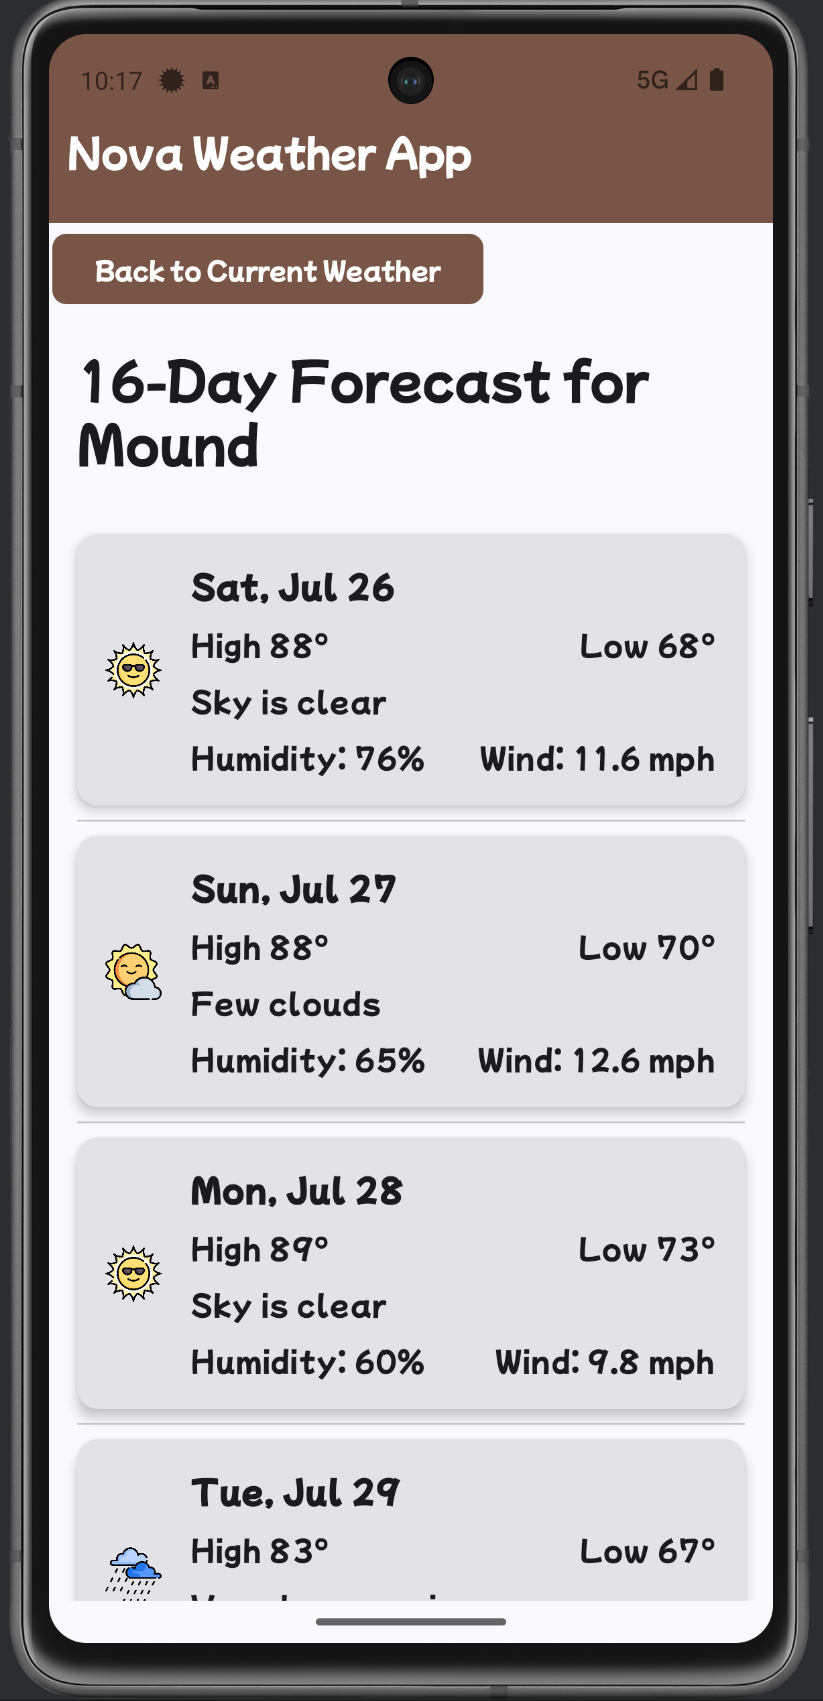 10:17
A
5G
Nova Weather App
Back to Current Weather
16-Day Forecast for
Mound
Sat, Jul 26
High 88° Low 68°
Sky is clear
Humidity: 76% Wind: 11.6 mph
Sun, Jul 27
High 88° Low 70°
Few clouds
Humidity: 65% Wind: 12.6 mph
Mon, Jul 28
High 89° Low 73°
Sky is clear
Humidity: 60% Wind: 9.8 mph
Tue, Jul 29
High 83° Low 67°